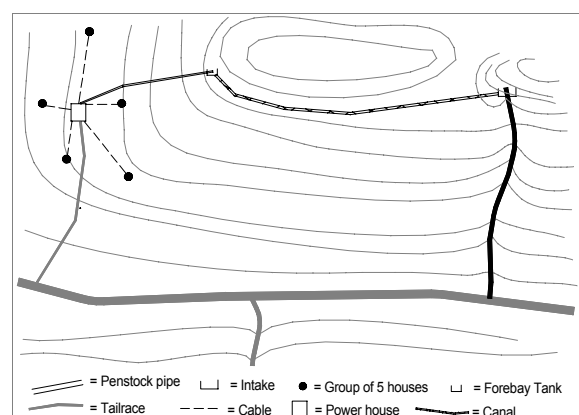 = Penstock pipe = Intake = Group of 5 houses = Forebay Tank
= Tailrace = Cable = Power house = Canal